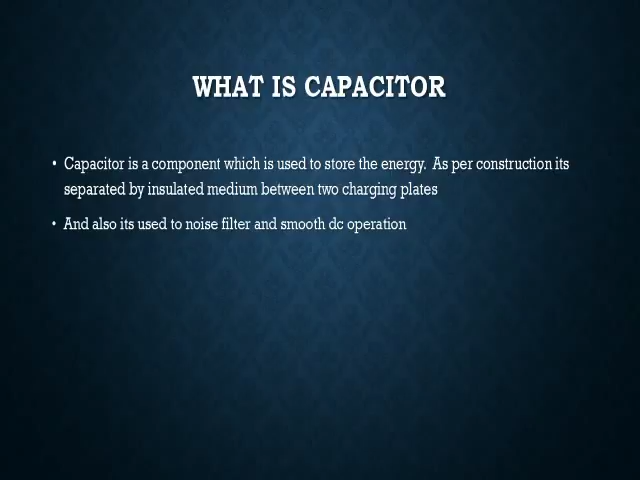 WHAT IS CAPACITOR
• Capacitor is a component which is used to store the energy. As per construction its
separated by insulated medium between two charging plates
• And also its used to noise filter and smooth dc operation